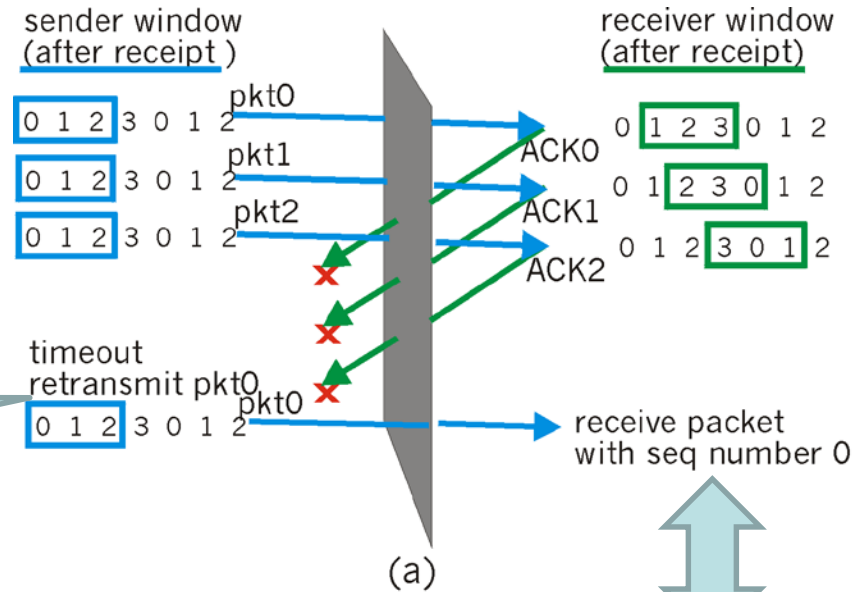 sender window
(after receipt )
receiver window
(after receipt)
pkt0
0 1 2 3 0 1 2
0 1 2 3 0 1 2
ACK0
pkt1
0 1 2 3 0 1 2
0 1 2 3 0 1 2
ACK1
pkt2
0 1 2 3 0 1 2
0 1 2 3 0 1 2
ACK2
timeout
retransmit pkt0
pkt0
0 1 2 3 0 1 2
receive packet
with seq number 0
(a)